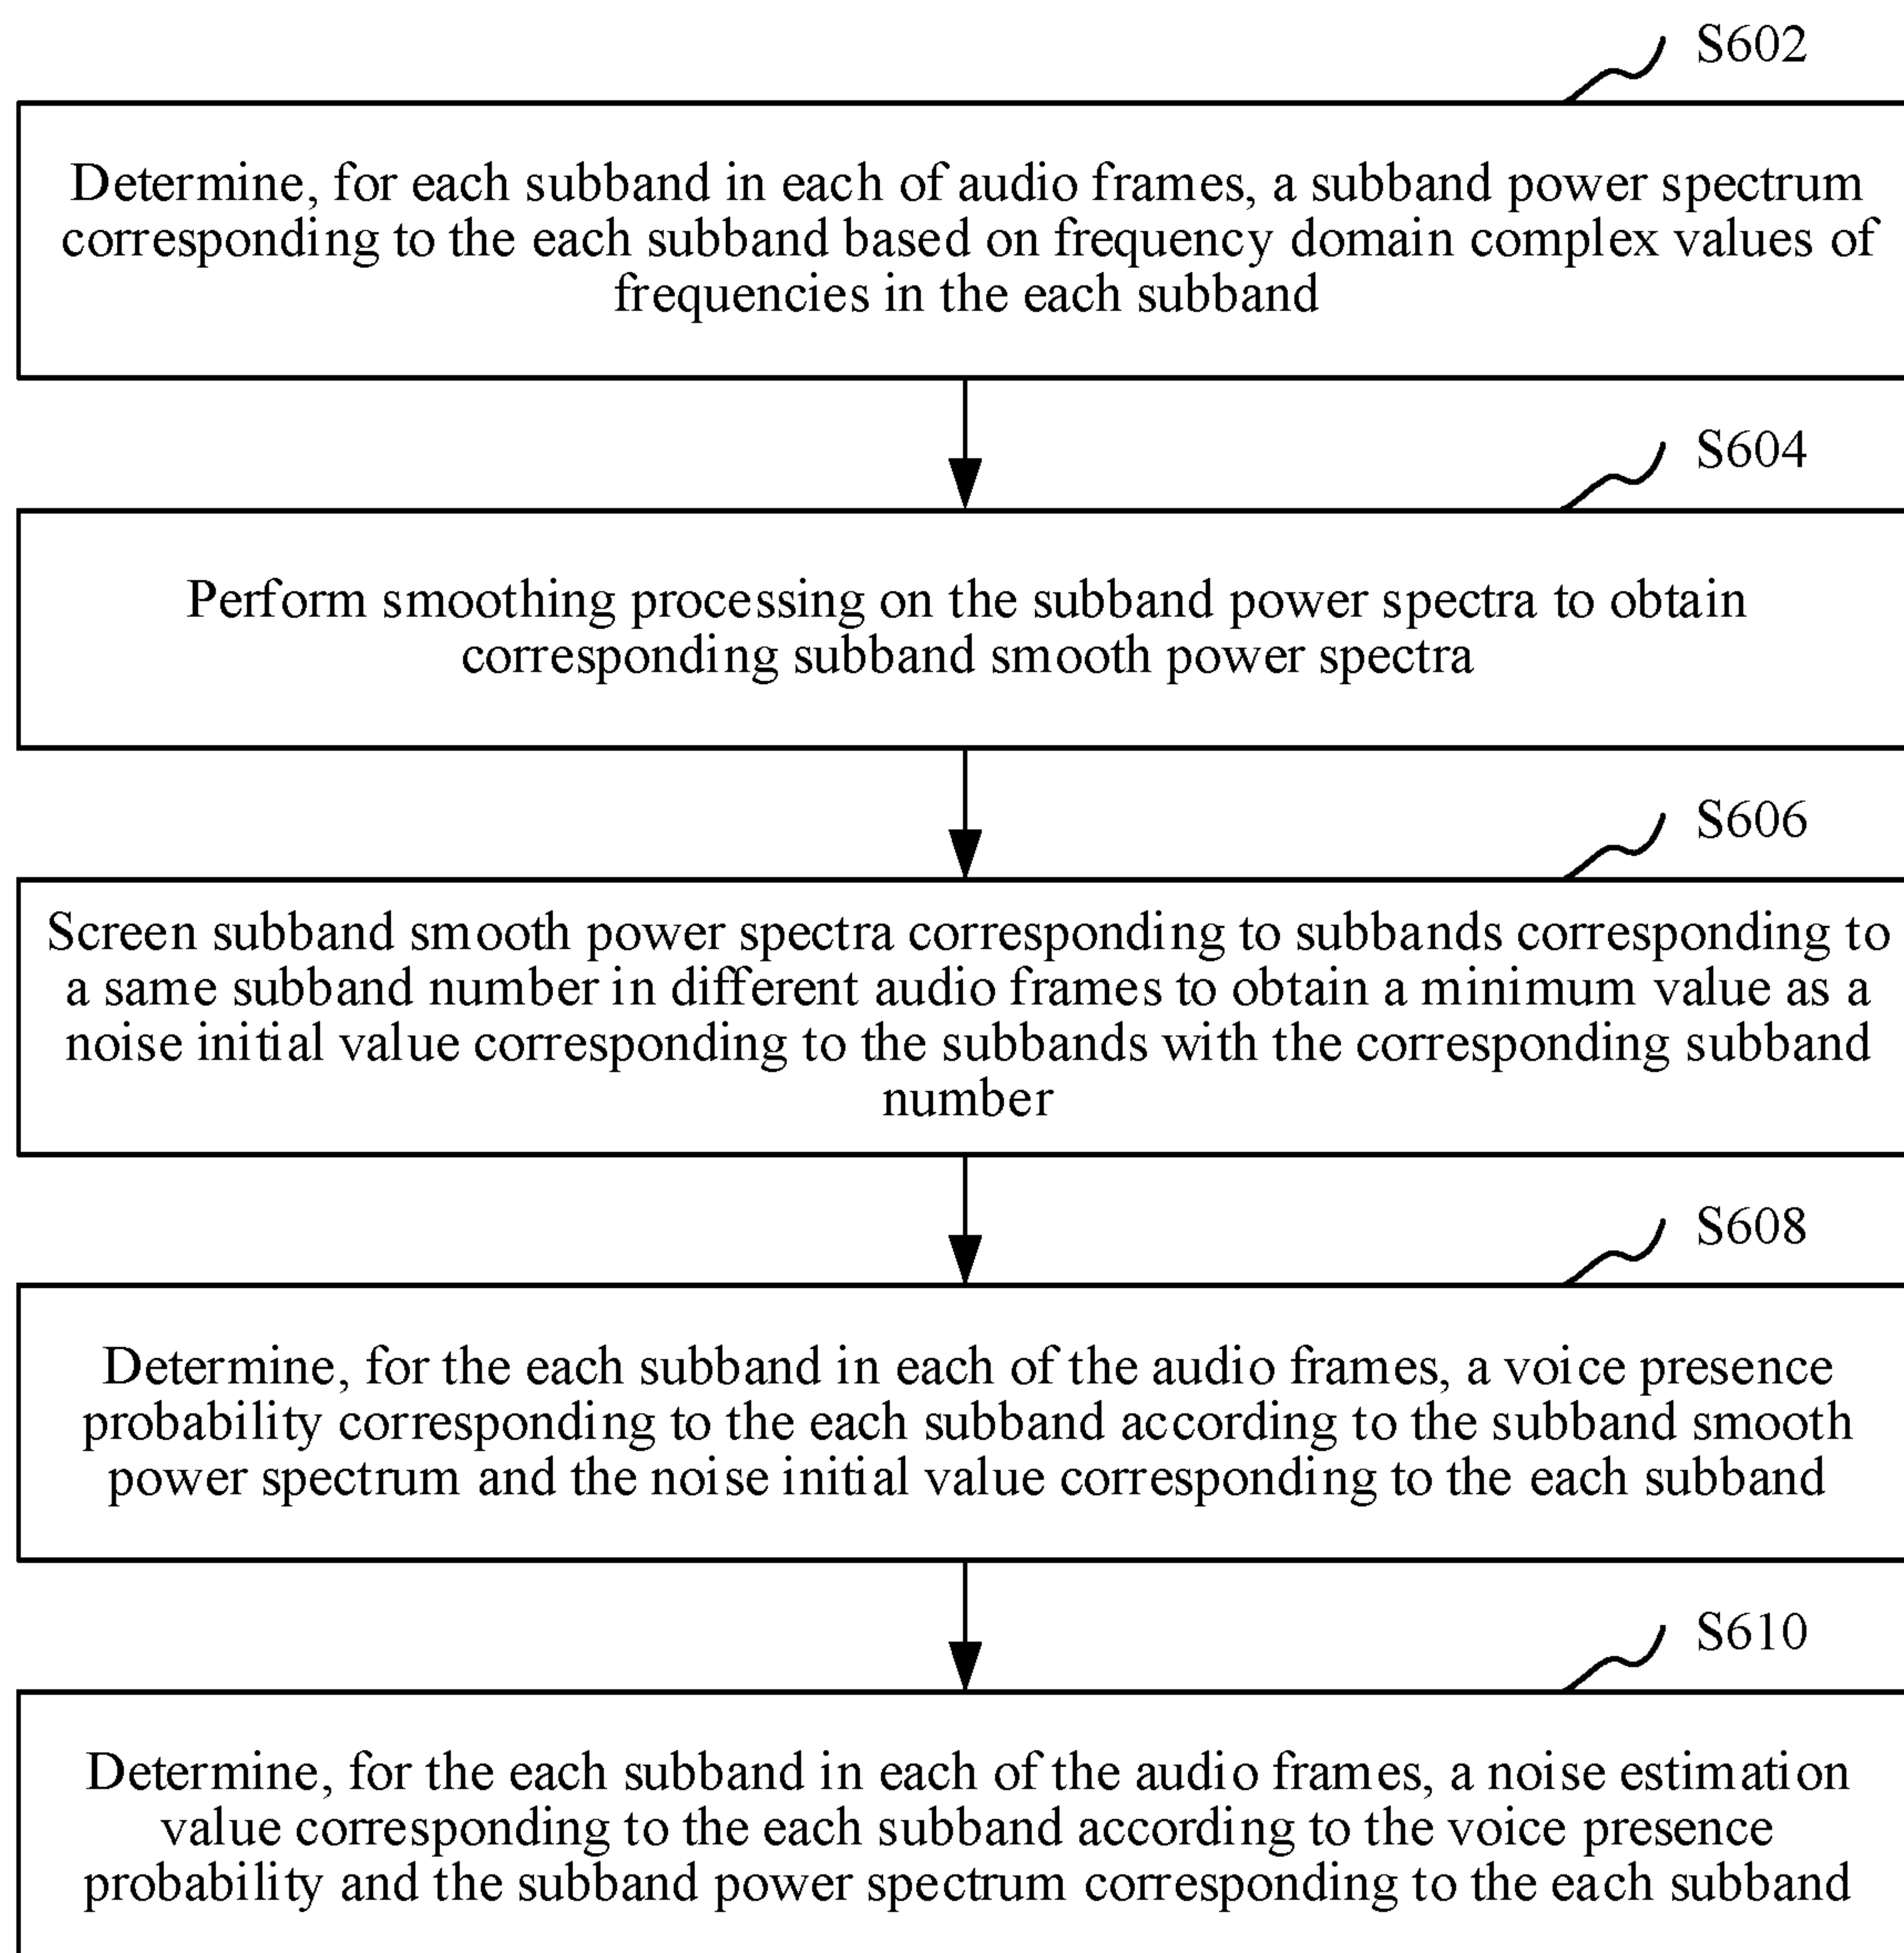 S602
Determine, for each subband in each of audio frames, a subband power spectrum
corresponding to the each subband based on frequency domain complex values of
frequencies in the each subband
S604
Perform smoothing processing on the subband power spectra to obtain
corresponding subband smooth power spectra
S606
Screen subband smooth power spectra corresponding to subbands corresponding to
a same subband number in different audio frames to obtain a minimum value as a
noise initial value corresponding to the subbands with the corresponding subband
number
S608
Determine, for the each subband in each of the audio frames, a voice presence
probability corresponding to the each subband according to the subband smooth
power spectrum and the noise initial value corresponding to the each subband
S610
Determine, for the each subband in each of the audio frames, a noise estimation
value corresponding to the each subband according to the voice presence
probability and the subband power spectrum corresponding to the each subband